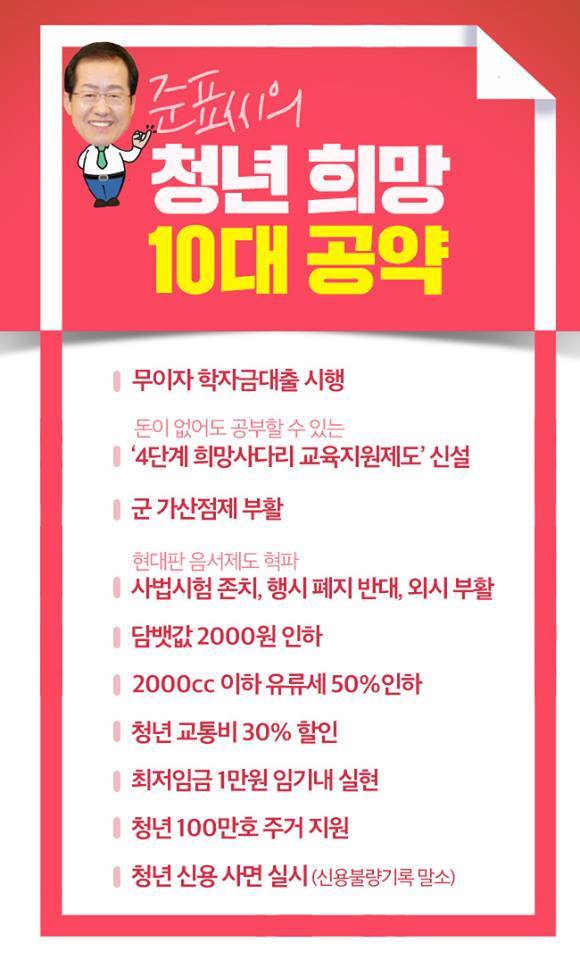 준표씨의
청년 희망
10대 공약
무이자 학자금대출 시행
돈이 없어도 공부할 수 있는
‘4단계 희망사다리 교육지원제도’ 신설
군 가산점제 부활
현대판 음서제도 혁파
사법시험 존치, 행시 폐지 반대, 외시 부활
담뱃값 2000원 인하
2000cc 이하 유류세 50%인하
청년 교통비 30% 할인
최저임금 1만원 임기내 실현
청년 100만호 주거 지원
청년 신용 사면 실시 (신용불량기록 말소)